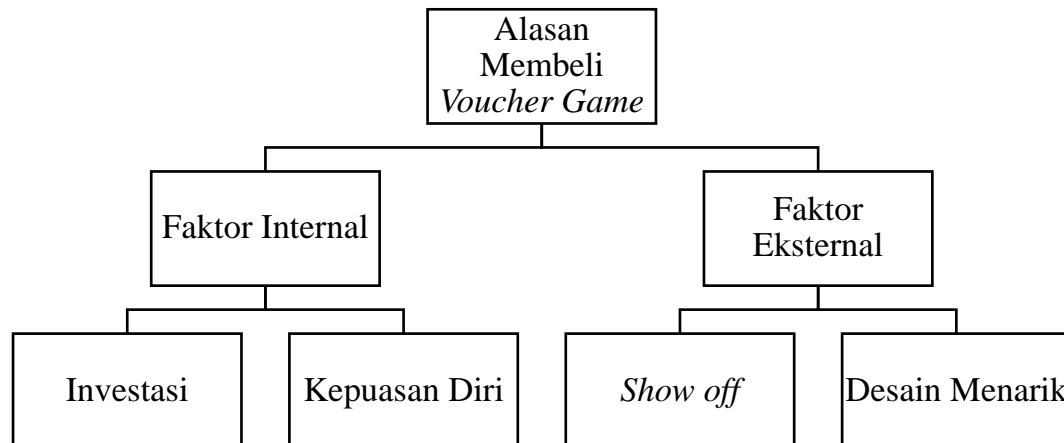 Alasan
Membeli
Voucher Game
Faktor Internal
Faktor
Eksternal
Investasi
Kepuasan Diri
Show off
Desain Menarik